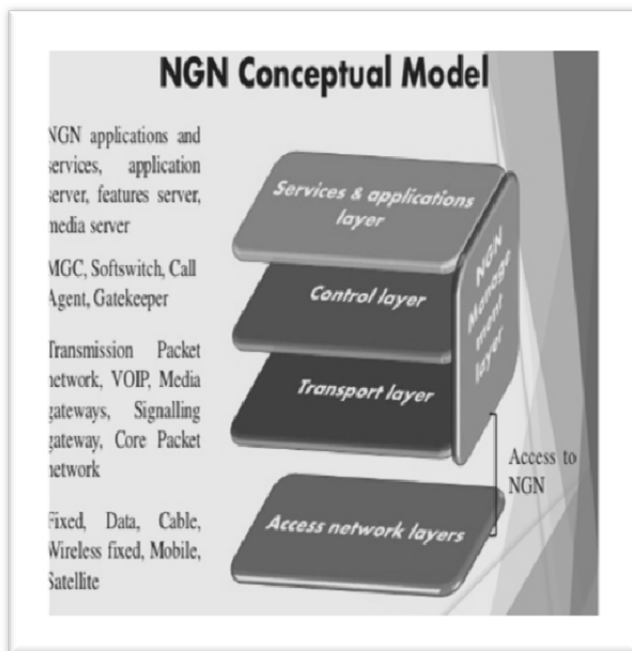 NGN Conceptual Model
NGN applications and
services, application
server, features server,
media server
MGC, Softswitch, Call
Agent, Gatekeeper
Transmission Packet
network, VOIP, Media
gateways, Signalling
gateway, Core Packet
network
Fixed, Data, Cable,
Wireless fixed, Mobile,
Satellite
Services & applications
layer
Control layer
Transport layer
Access network layers
NGN
Manage
ment
layer
Access to
NGN